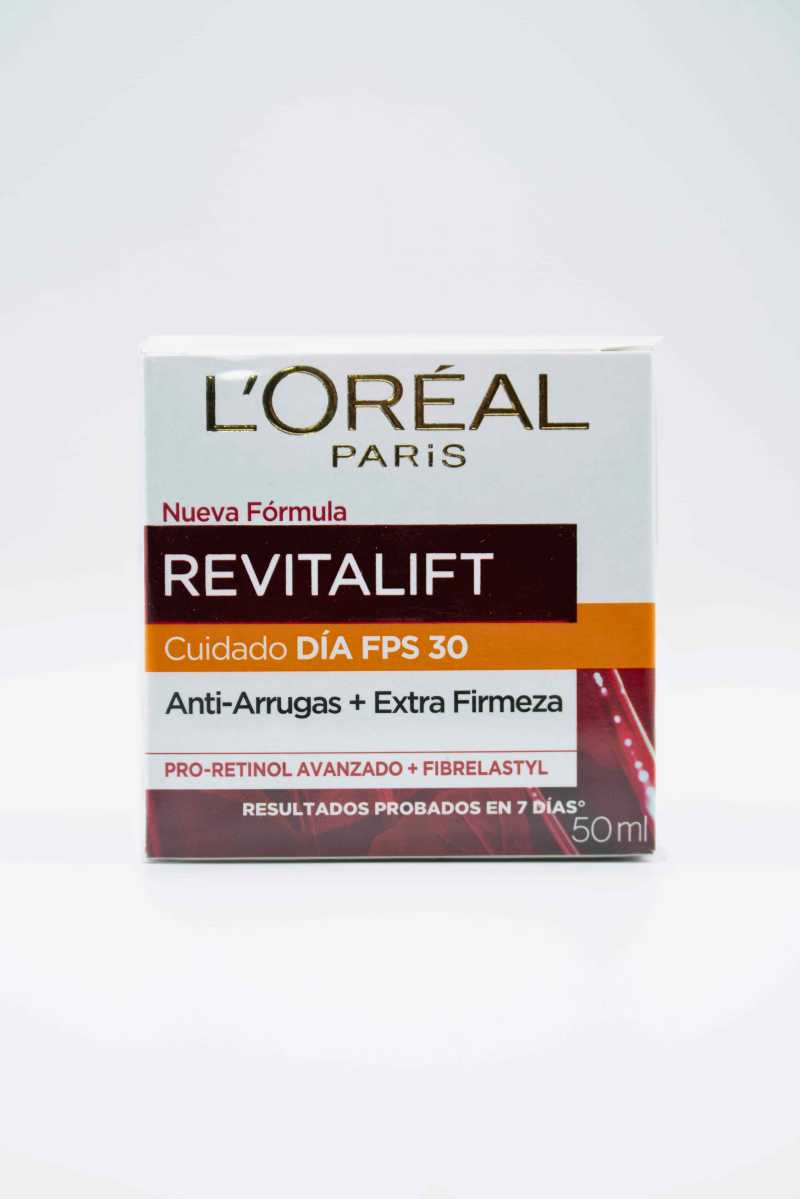 L'ORÉAL
PARiS
Nueva Fórmula
REVITALIFT
Cuidado DÍA FPS 30
Anti-Arrugas + Extra Firmeza
PRO-RETINOL AVANZADO + FIBRELASTYL
RESULTADOS PROBADOS EN 7 DÍAS°
50ml